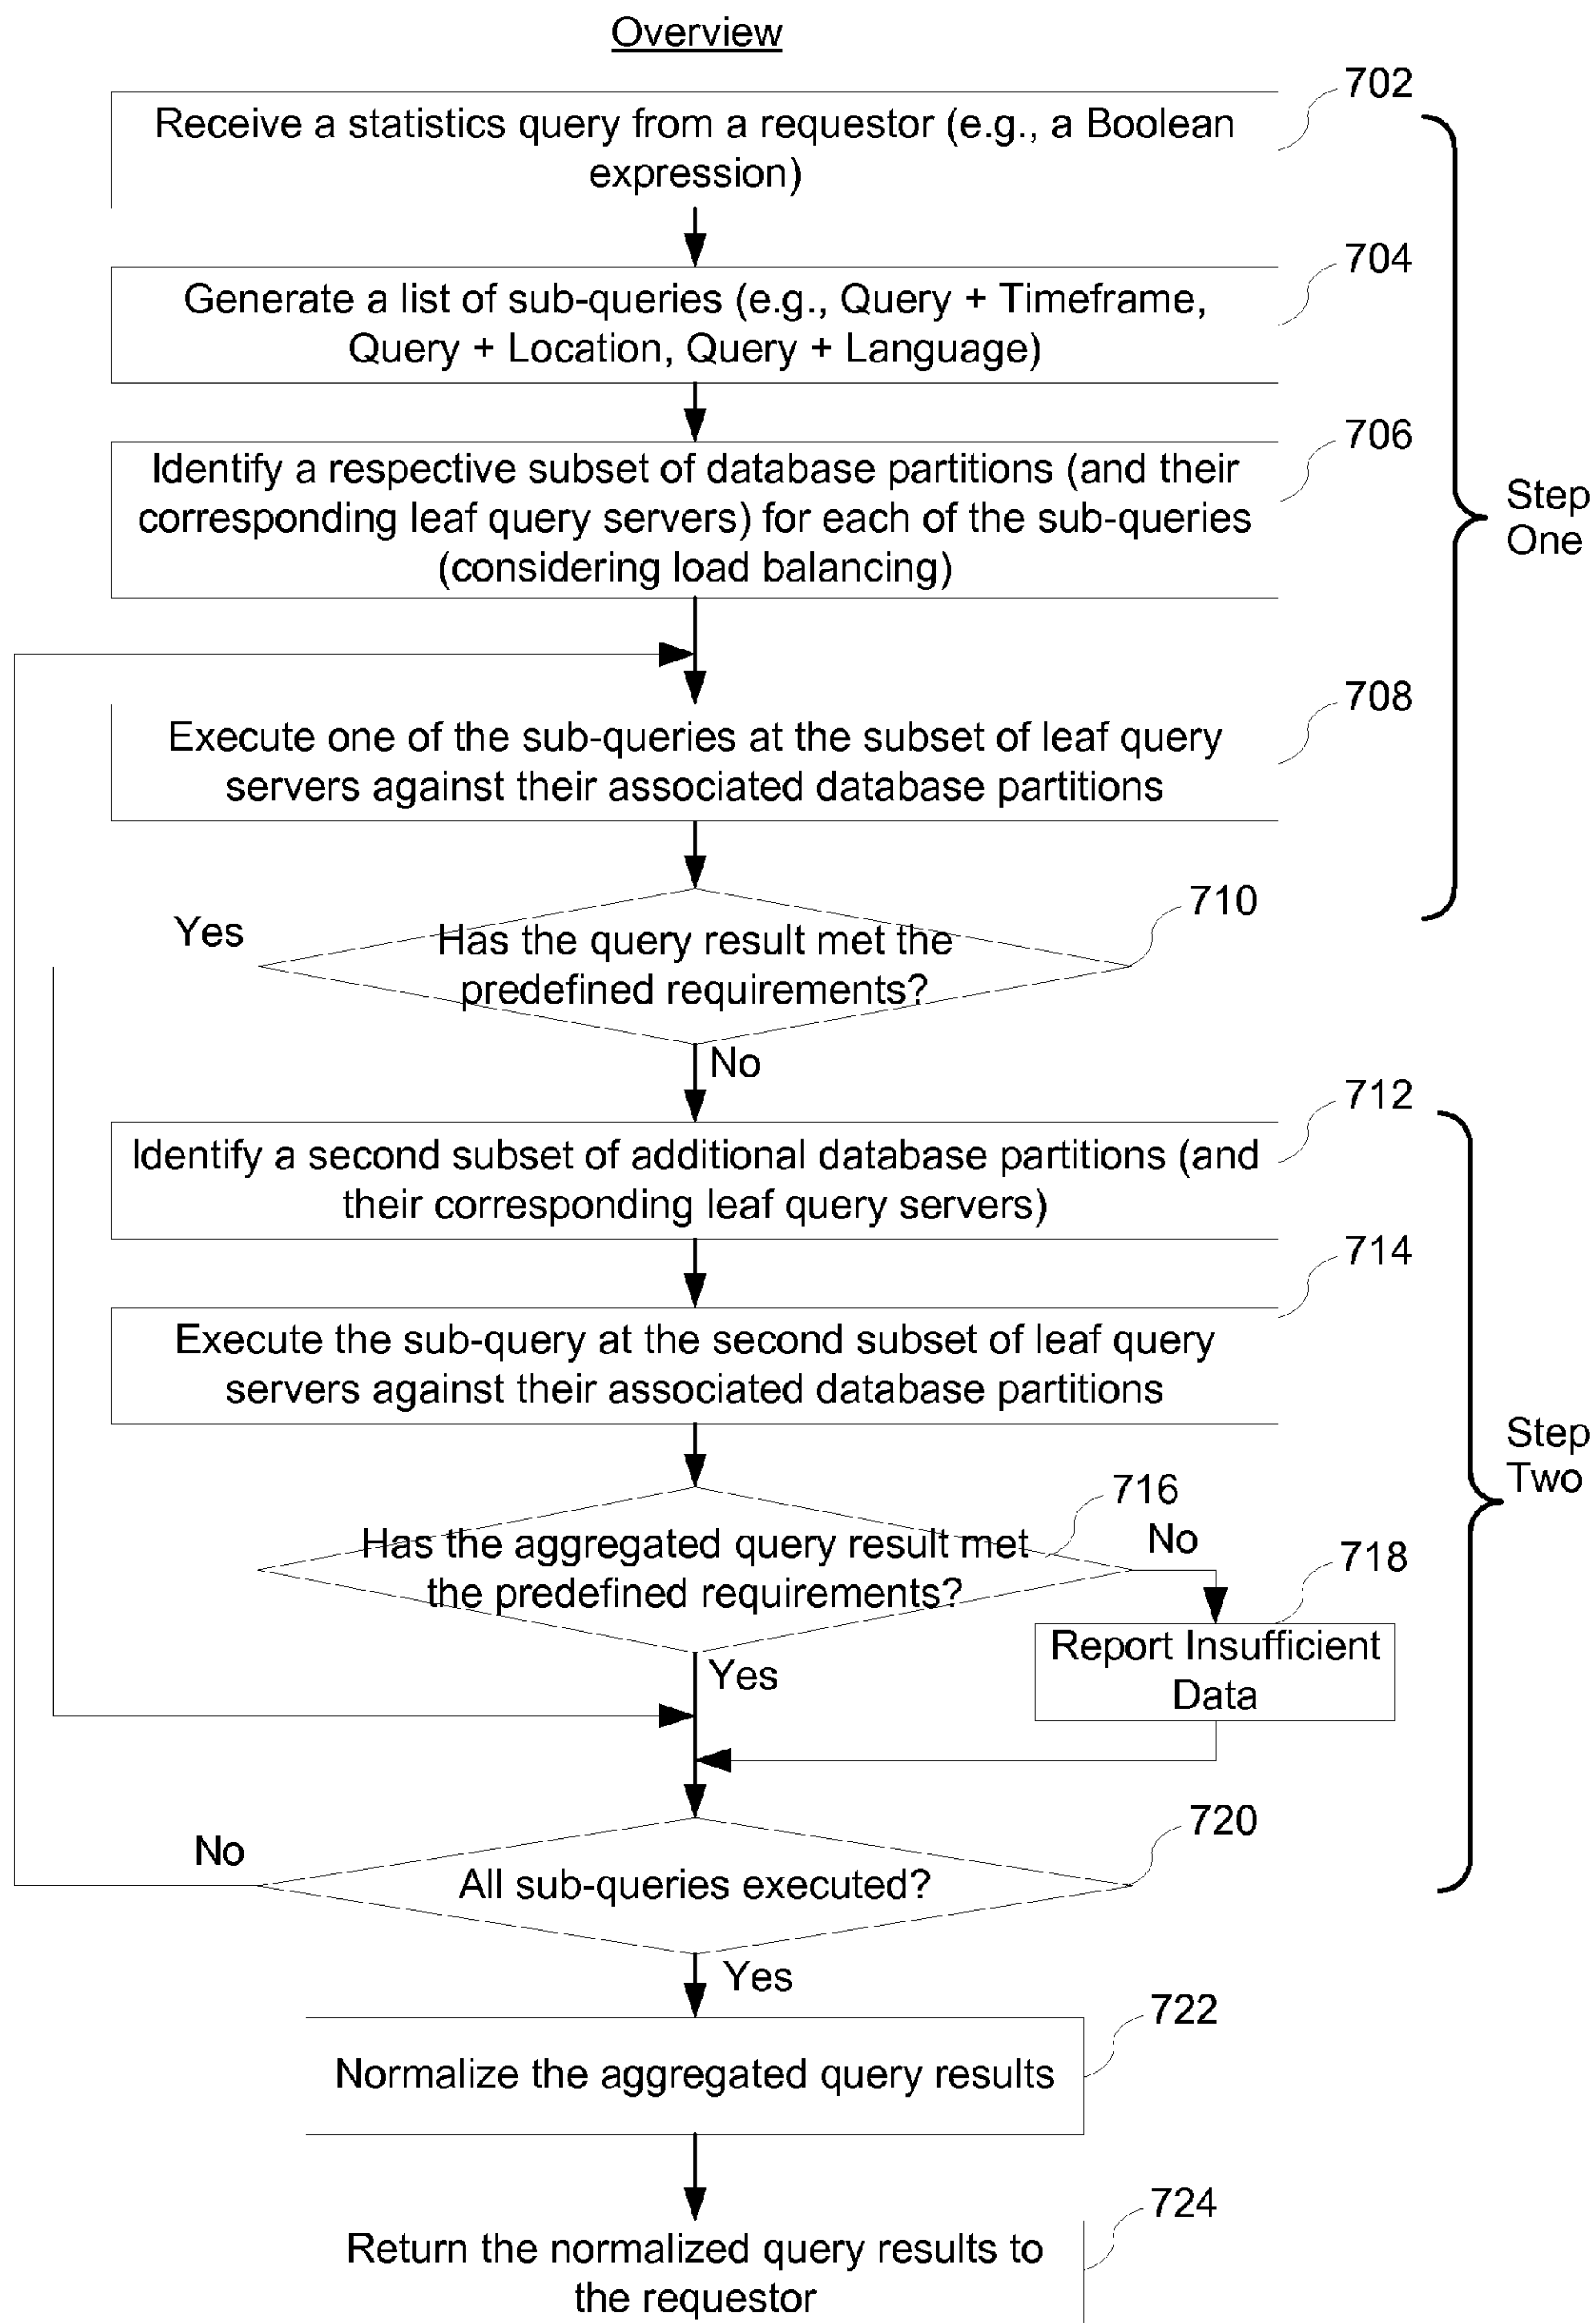 Overview
702
Receive a statistics query from a requestor (e.g., a Boolean
expression)
704
Generate a list of sub-queries (e.g., Query + Timeframe,
Query + Location, Query + Language)
706
Identify a respective subset of database partitions (and their
corresponding leaf query servers) for each of the sub-queries
(considering load balancing)
Step
One
708
Execute one of the sub-queries at the subset of leaf query
servers against their associated database partitions
710
Yes
Has the query result met the
predefined requirements?
No
712
Identify a second subset of additional database partitions (and
their corresponding leaf query servers)
714
Execute the sub-query at the second subset of leaf query
servers against their associated database partitions
Step
Two
716
Has the aggregated query result met
the predefined requirements?
No
718
Report Insufficient
Data
Yes
720
No
All sub-queries executed?
Yes
722
Normalize the aggregated query results
724
Return the normalized query results to
the requestor